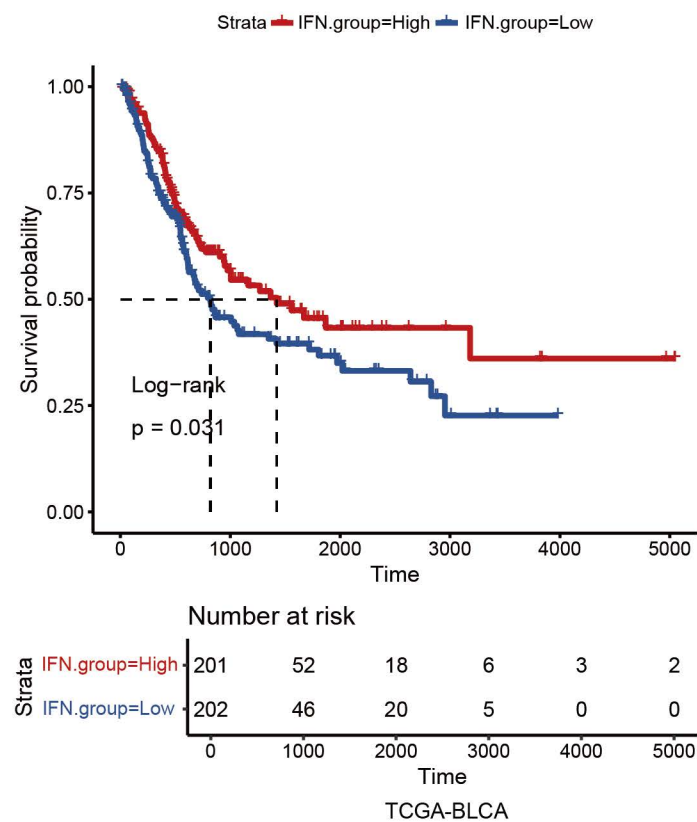 Strata IFN.group=High IFN.group=Low
Survival probability
1.00
0.75
0.50
0.25
0.00
Log-rank
p = 0.031
0 1000 2000 3000 4000 5000
Time
Number at risk
Strata
IFN.group=High 201 52 18 6 3 2
IFN.group=Low 202 46 20 5 0 0
0 1000 2000 3000 4000 5000
Time
TCGA-BLCA